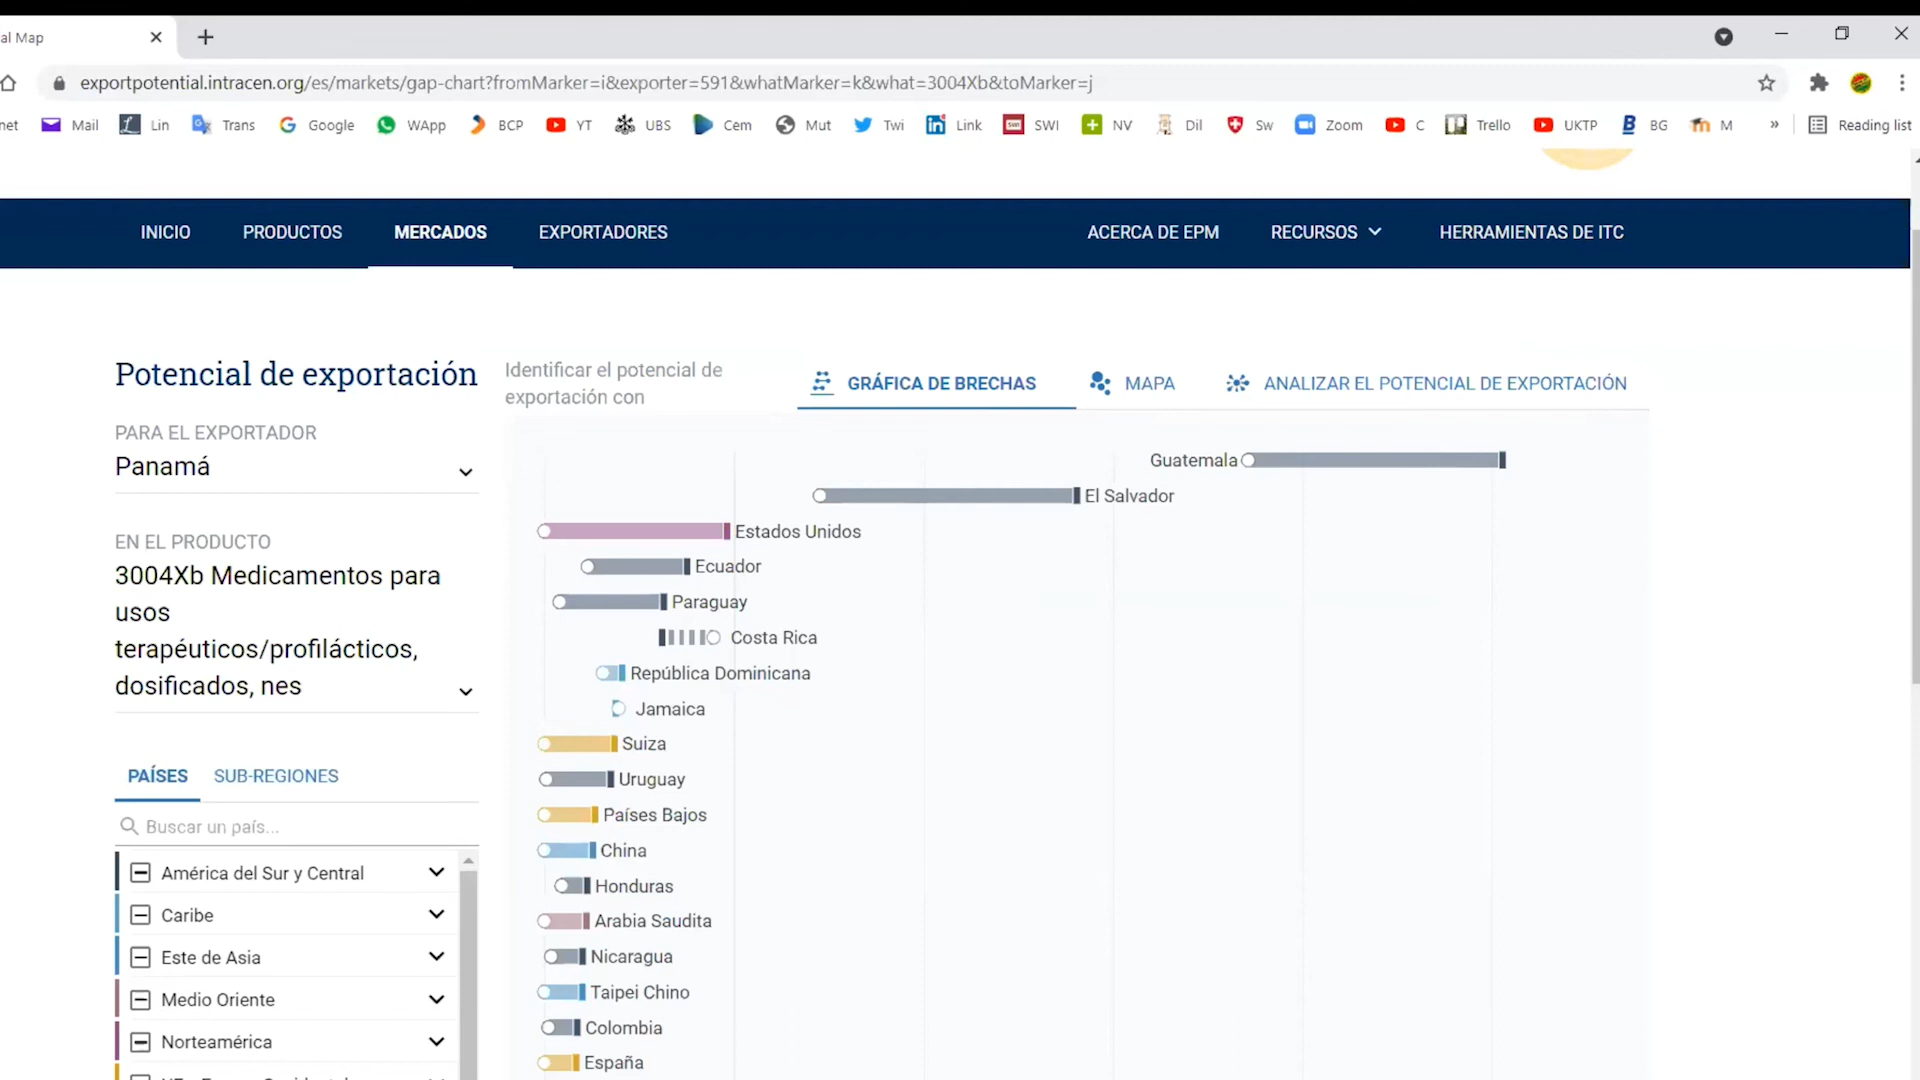 al Map
exportpotential.intracen.org/es/markets/gap-chart?fromMarker=i&exporter=591&whatMarker=k&what=3004Xb&toMarker=j
net Mail Lin Trans Google WApp BCP YT UBS Cem Mut Twi Link SWI NV Dil Sw Zoom C Trello UKTP BG M » Reading list
INICIO PRODUCTOS MERCADOS EXPORTADORES ACERCA DE EPM RECURSOS HERRAMIENTAS DE ITC
Potencial de exportación
PARA EL EXPORTADOR
Panamá
EN EL PRODUCTO
3004Xb Medicamentos para
usos
terapéuticos/profilácticos,
dosificados, nes
PAÍSES SUB-REGIONES
Buscar un país...
América del Sur y Central
Caribe
Este de Asia
Medio Oriente
Norteamérica
Identificar el potencial de
exportación con
GRÁFICA DE BRECHAS MAPA ANALIZAR EL POTENCIAL DE EXPORTACIÓN
Guatemala
El Salvador
Estados Unidos
Ecuador
Paraguay
Costa Rica
República Dominicana
Jamaica
Suiza
Uruguay
Países Bajos
China
Honduras
Arabia Saudita
Nicaragua
Taipei Chino
Colombia
España